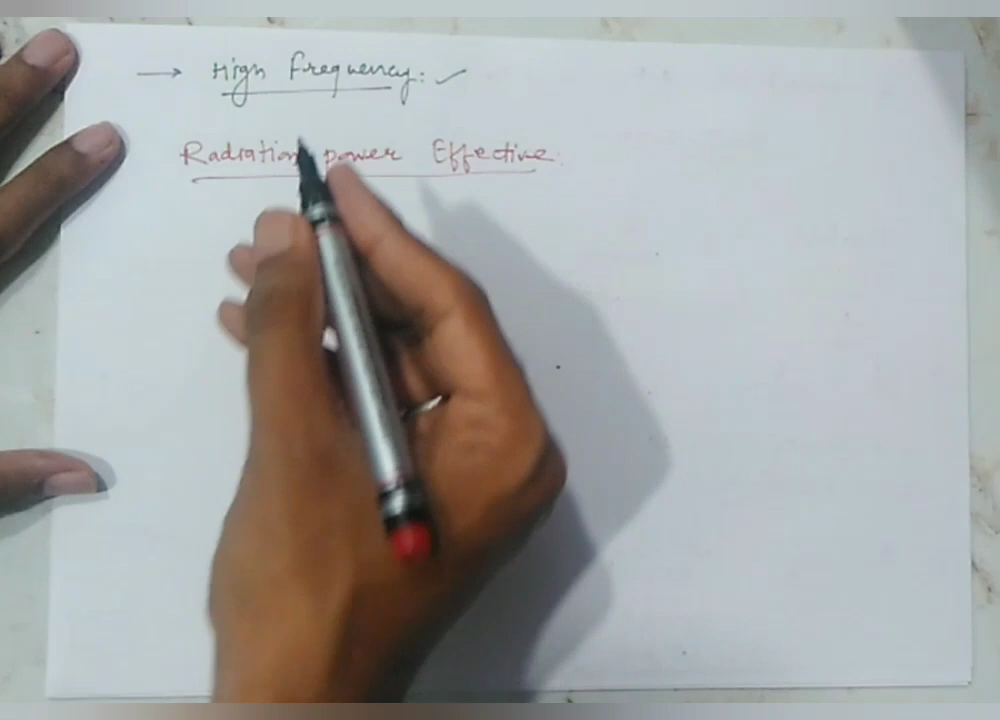 → High frequency: ✓
Radiation power Effective.